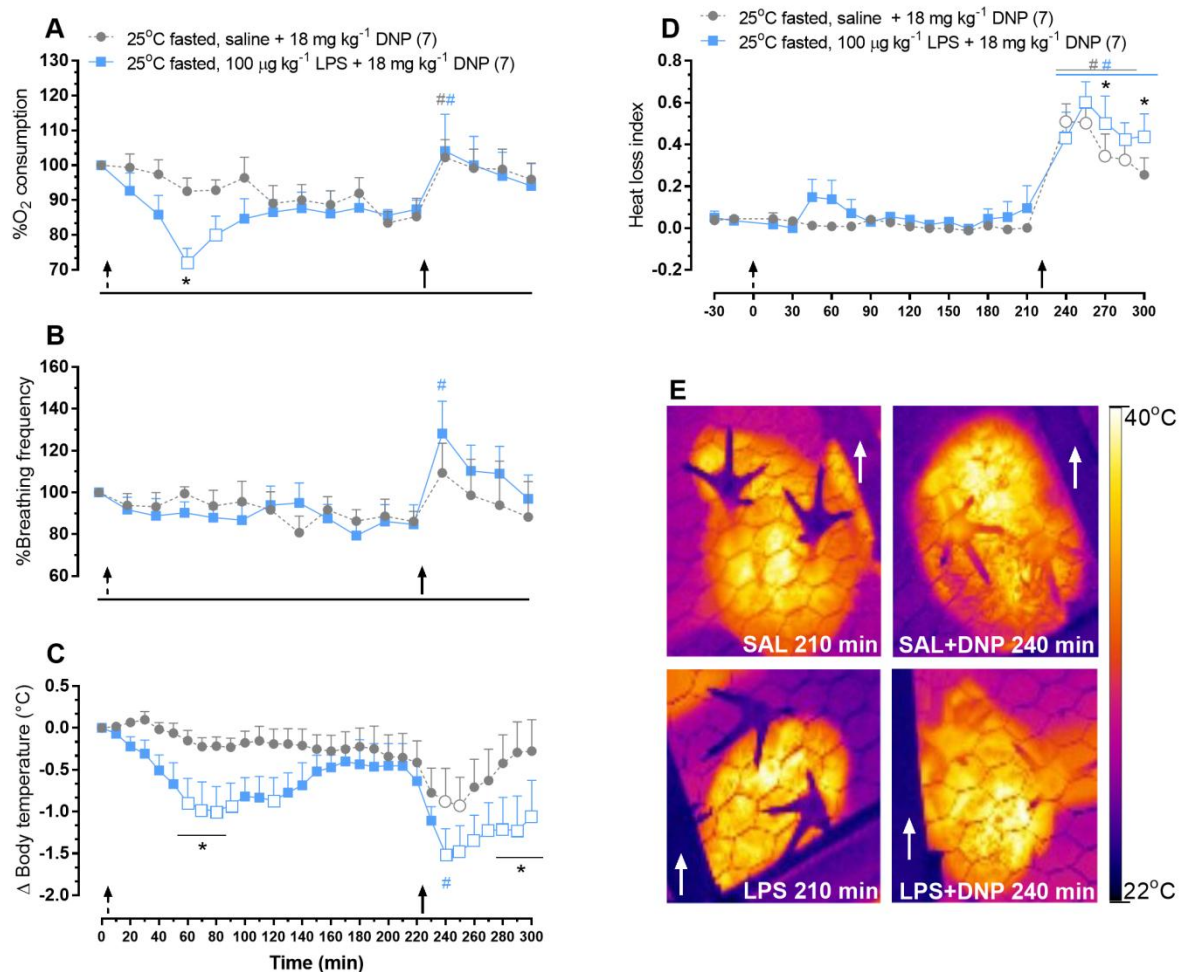 A
25°C fasted, saline + 18 mg kg⁻¹ DNP (7)
25°C fasted, 100 µg kg⁻¹ LPS + 18 mg kg⁻¹ DNP (7)
%O₂ consumption
130
120
110
100
90
80
70
##
*
B
%Breathing frequency
160
140
120
100
80
60
#
C
Δ Body temperature (°C)
0.5
0.0
-0.5
-1.0
-1.5
-2.0
*
#
*
0 20 40 60 80 100 120 140 160 180 200 220 240 260 280 300
Time (min)
D
25°C fasted, saline + 18 mg kg⁻¹ DNP (7)
25°C fasted, 100 µg kg⁻¹ LPS + 18 mg kg⁻¹ DNP (7)
Heat loss index
0.8
0.6
0.4
0.2
0.0
-0.2
##
*
*
-30 0 30 60 90 120 150 180 210 240 270 300
E
SAL 210 min
SAL+DNP 240 min
LPS 210 min
LPS+DNP 240 min
40°C
22°C